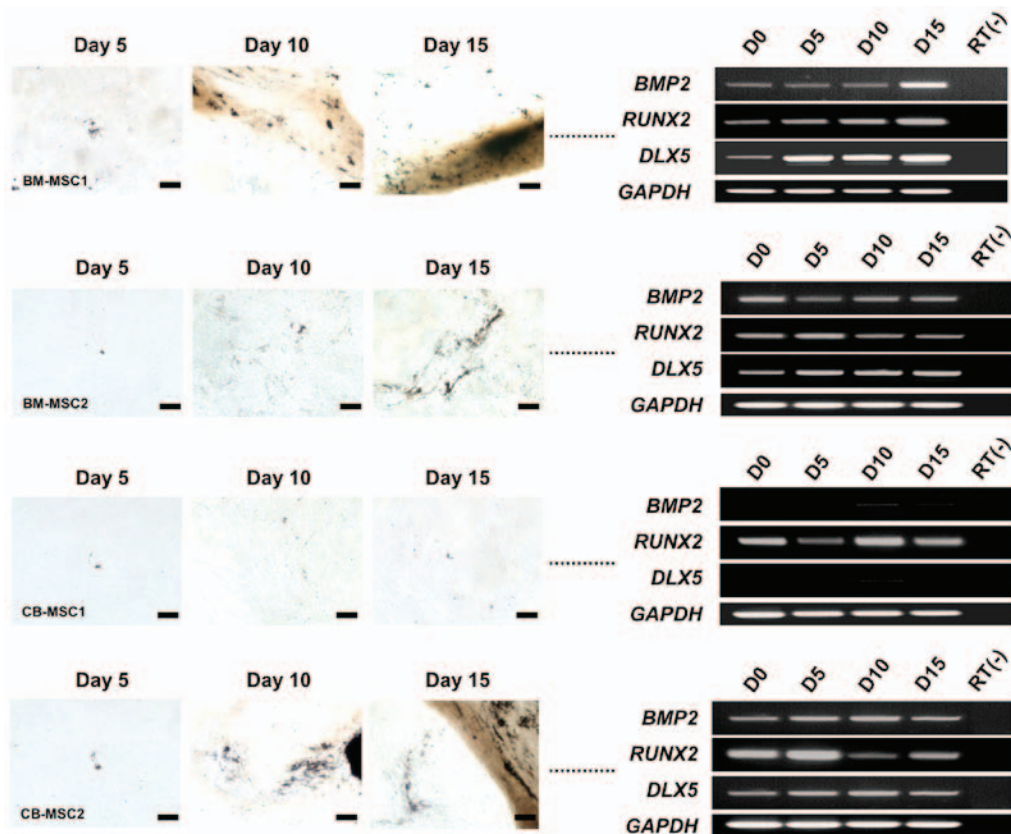 Day 5 Day 10 Day 15
D0 D5 D10 D15 RT(-)
BMP2
RUNX2
DLX5
GAPDH
BM-MSC1
Day 5 Day 10 Day 15
D0 D5 D10 D15 RT(-)
BMP2
RUNX2
DLX5
GAPDH
BM-MSC2
Day 5 Day 10 Day 15
D0 D5 D10 D15 RT(-)
BMP2
RUNX2
DLX5
GAPDH
CB-MSC1
Day 5 Day 10 Day 15
D0 D5 D10 D15 RT(-)
BMP2
RUNX2
DLX5
GAPDH
CB-MSC2